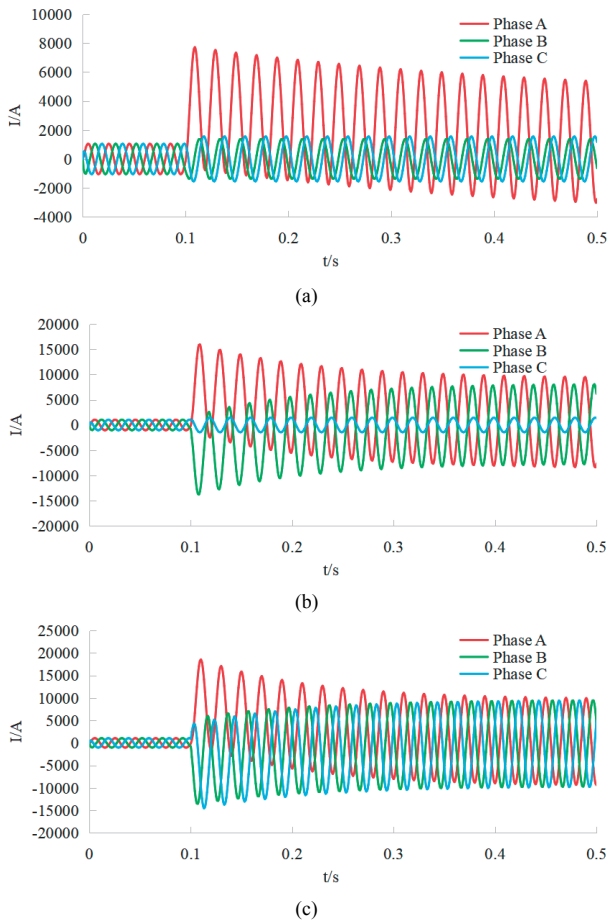 10000
8000
6000
4000
2000
0
-2000
-4000
I/A
Phase A
Phase B
Phase C
0 0.1 0.2 0.3 0.4 0.5
t/s
(a)
20000
15000
10000
5000
0
-5000
-10000
-15000
-20000
I/A
Phase A
Phase B
Phase C
0 0.1 0.2 0.3 0.4 0.5
t/s
(b)
25000
20000
15000
10000
5000
0
-5000
-10000
-15000
-20000
I/A
Phase A
Phase B
Phase C
0 0.1 0.2 0.3 0.4 0.5
t/s
(c)